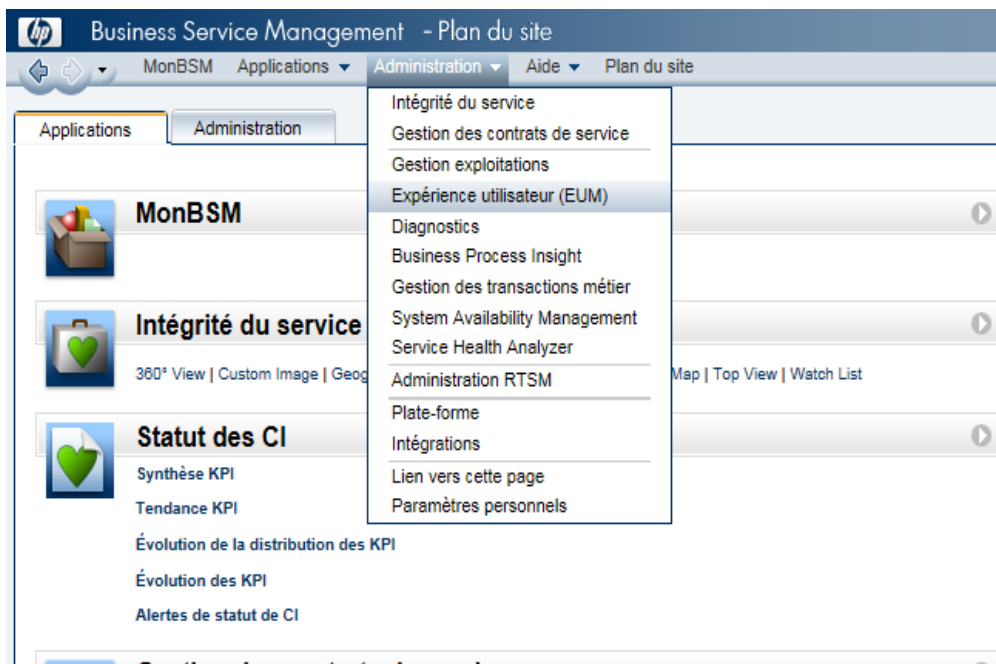 hp Business Service Management - Plan du site
MonBSM Applications Administration Aide Plan du site
Applications Administration
Intégrité du service
Gestion des contrats de service
Gestion exploitations
Expérience utilisateur (EUM)
Diagnostics
Business Process Insight
Gestion des transactions métier
System Availability Management
Service Health Analyzer
Administration RTSM
Plate-forme
Intégrations
Lien vers cette page
Paramètres personnels
MonBSM
Intégrité du service
360° View | Custom Image | Geog Map | Top View | Watch List
Statut des CI
Synthèse KPI
Tendance KPI
Évolution de la distribution des KPI
Évolution des KPI
Alertes de statut de CI